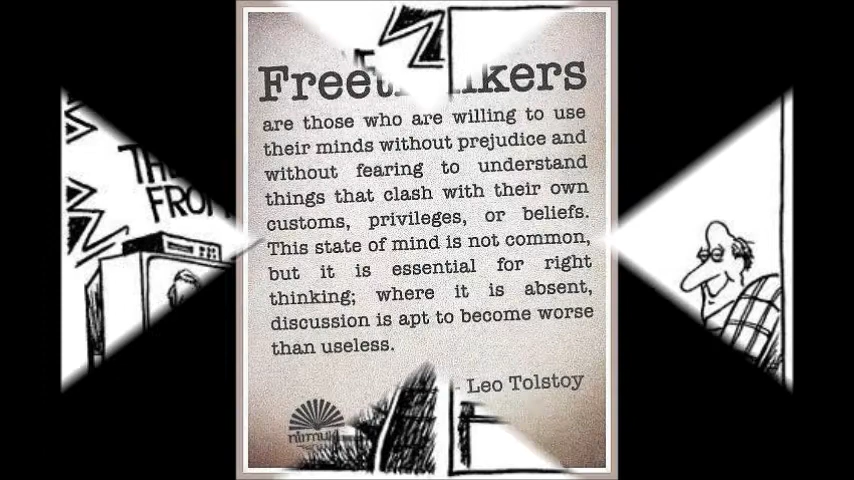 are those who are willing to use
their minds without prejudice and
without fearing to understand
things that clash with their own
customs, privileges, or beliefs.
This state of mind is not common,
but it is essential for right
thinking; where it is absent,
discussion is apt to become worse
than useless.
- Leo Tolstoy